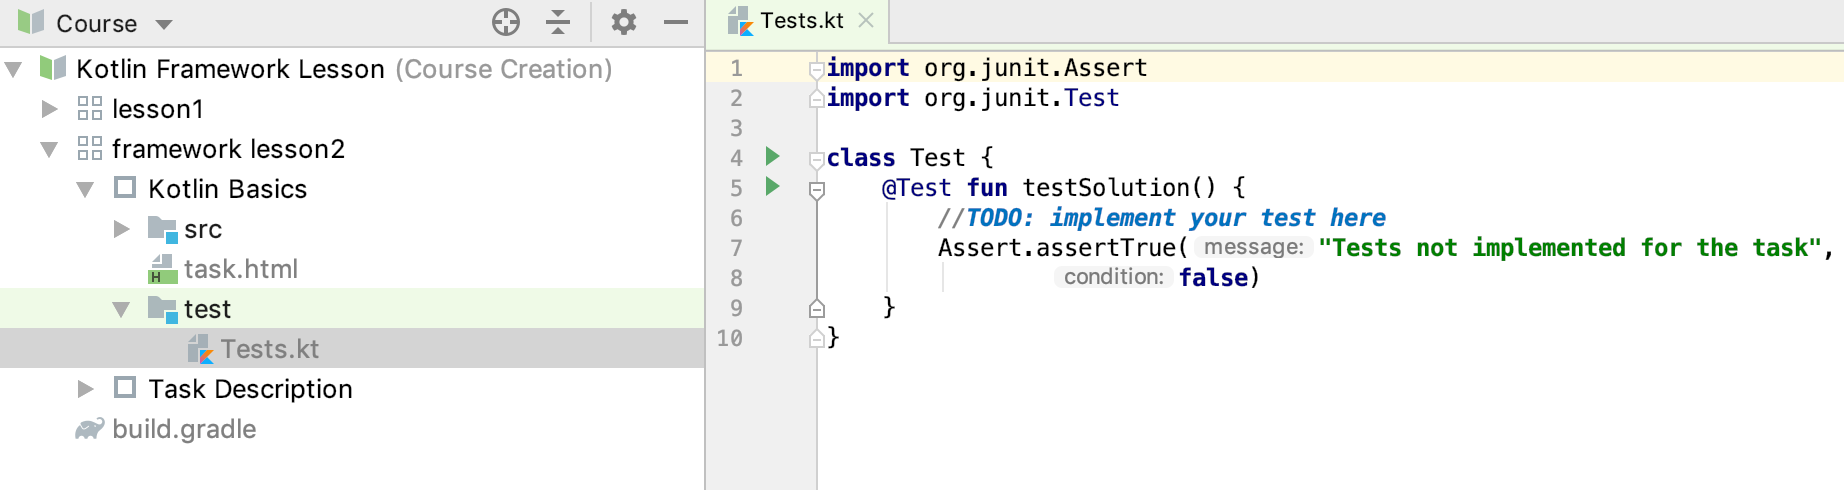 Course
Kotlin Framework Lesson (Course Creation)
lesson1
framework lesson2
Kotlin Basics
src
H task.html
test
Tests.kt
Task Description
build.gradle
Tests.kt
1 import org.junit.Assert
2 import org.junit.Test
3
4 class Test {
5 @Test fun testSolution() {
6 //TODO: implement your test here
7 Assert.assertTrue( message: "Tests not implemented for the task",
8 condition: false)
9 }
10 }